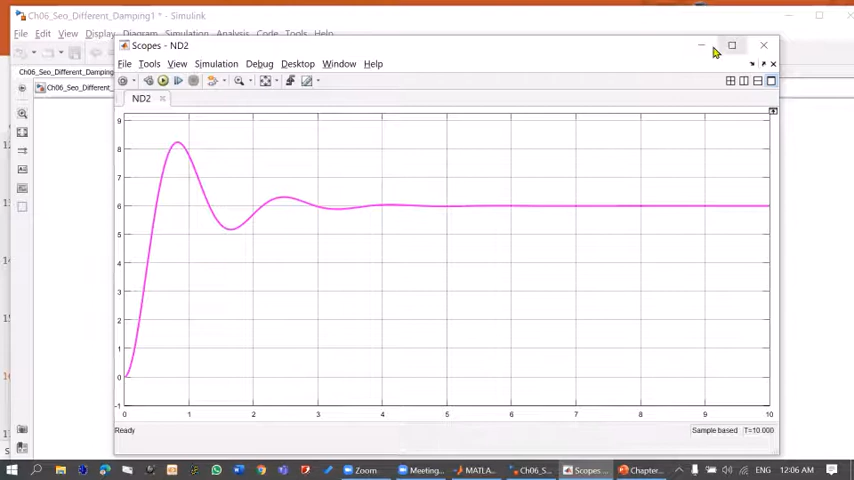 Ch06_Seo_Different_Damping1 * - Simulink
File Edit View Display Diagram Simulation Analysis Code Tools Help
Ch06_Seo_Different_Damping
Ch06_Seo_Different_Damp
Scopes - ND2
File Tools View Simulation Debug Desktop Window Help
ND2
9
8
7
6
5
4
3
2
1
0
-1
0 1 2 3 4 5 6 7 8 9 10
Ready
Sample based T=10.000
Zoom
Meeting...
MATLA...
Ch06_S...
Scopes ...
Chapter...
ENG 12:06 AM